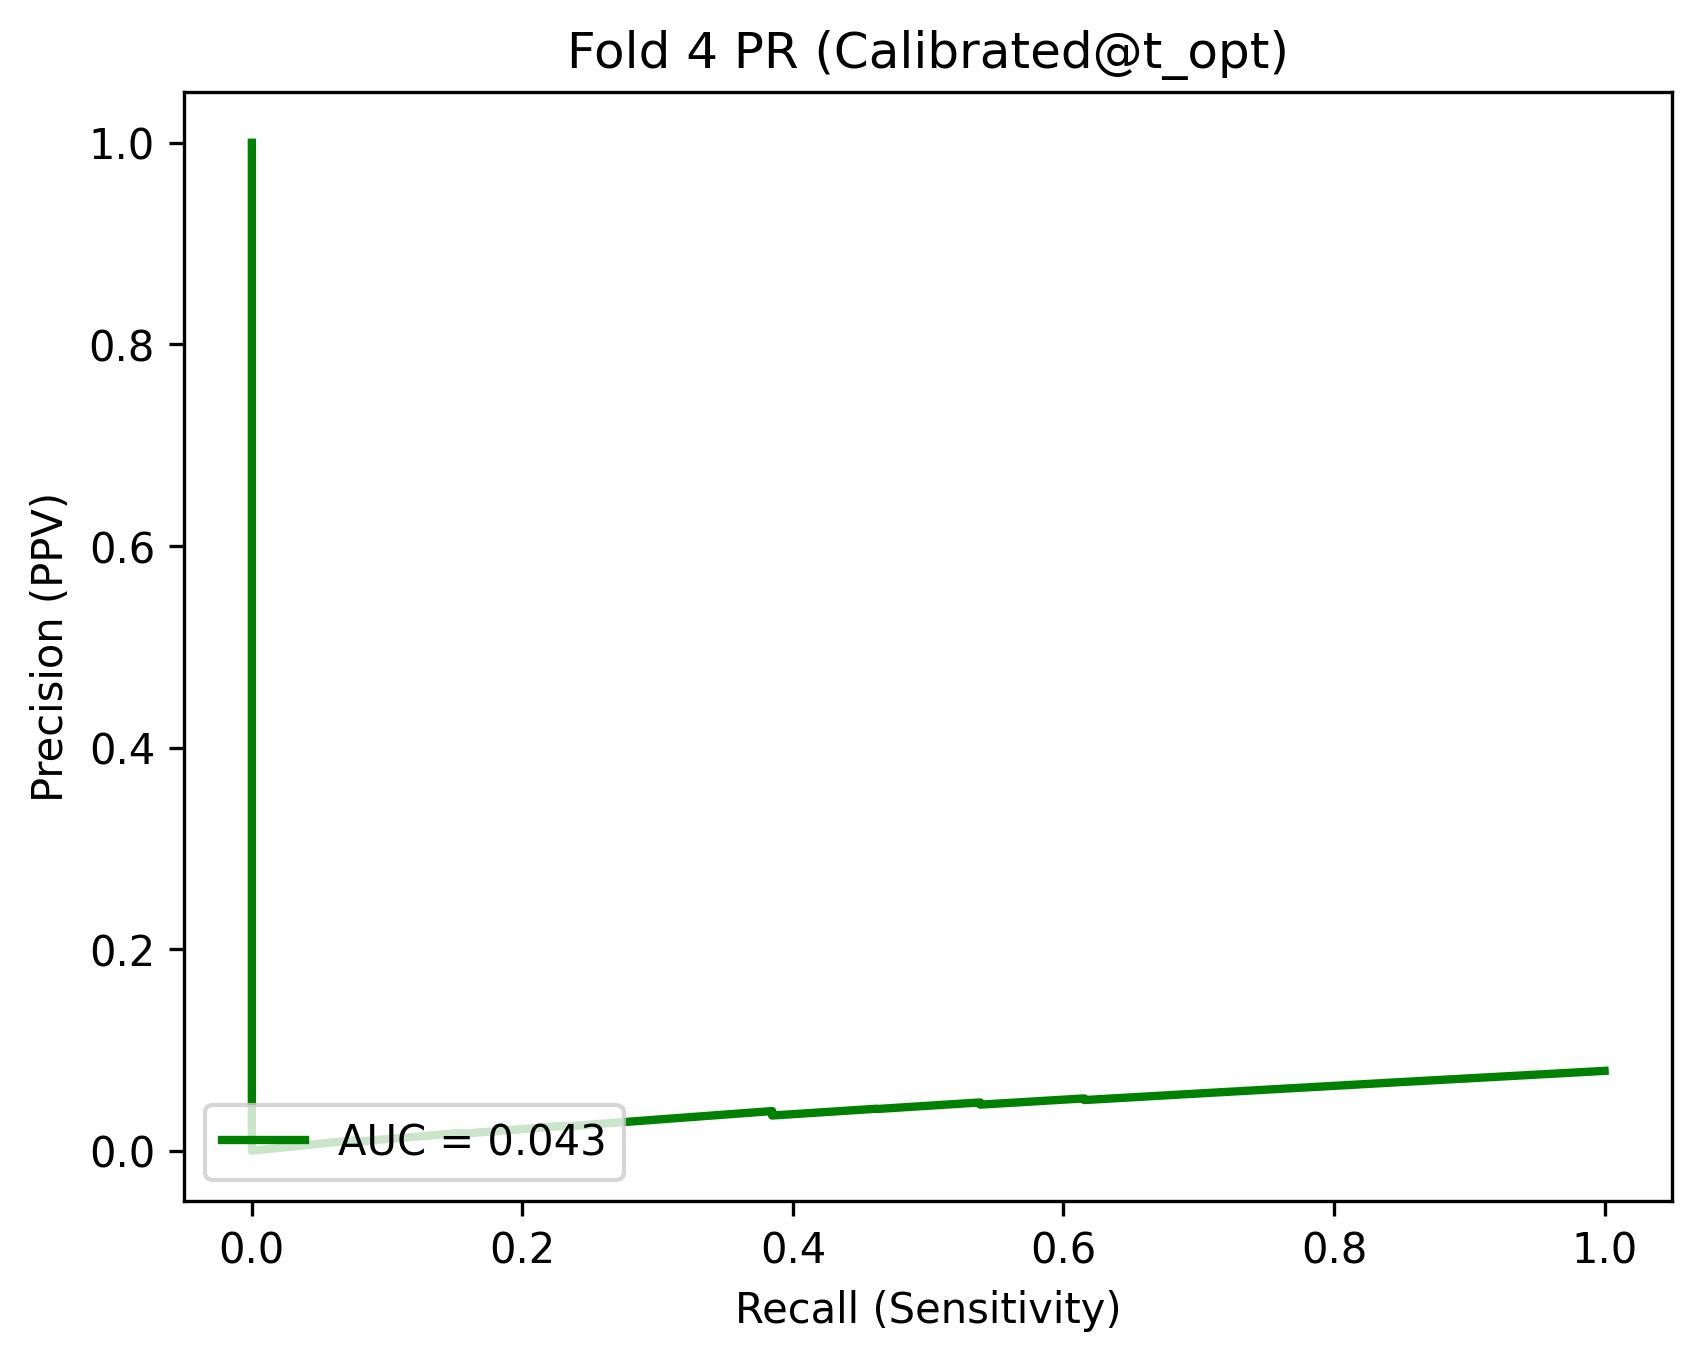 Fold 4 PR (Calibrated@t_opt)
Precision (PPV)
1.0
0.8
0.6
0.4
0.2
0.0
AUC = 0.043
0.0 0.2 0.4 0.6 0.8 1.0
Recall (Sensitivity)